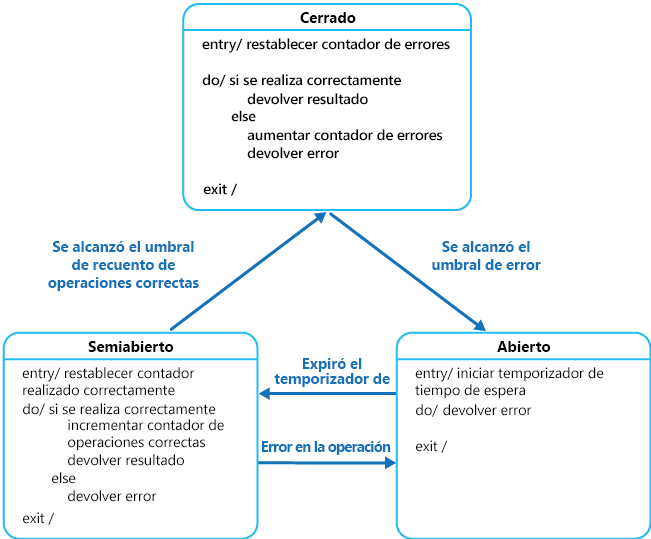 Cerrado
entry/ restablecer contador de errores
do/ si se realiza correctamente
devolver resultado
else
aumentar contador de errores
devolver error
exit /
Se alcanzó el umbral
de recuento de
operaciones correctas
Se alcanzó el
umbral de error
Semiabierto
entry/ restablecer contador
realizado correctamente
do/ si se realiza correctamente
incrementar contador de
operaciones correctas
devolver resultado
else
devolver error
exit /
Expiró el
temporizador de
Error en la operación
Abierto
entry/ iniciar temporizador de
tiempo de espera
do/ devolver error
exit /